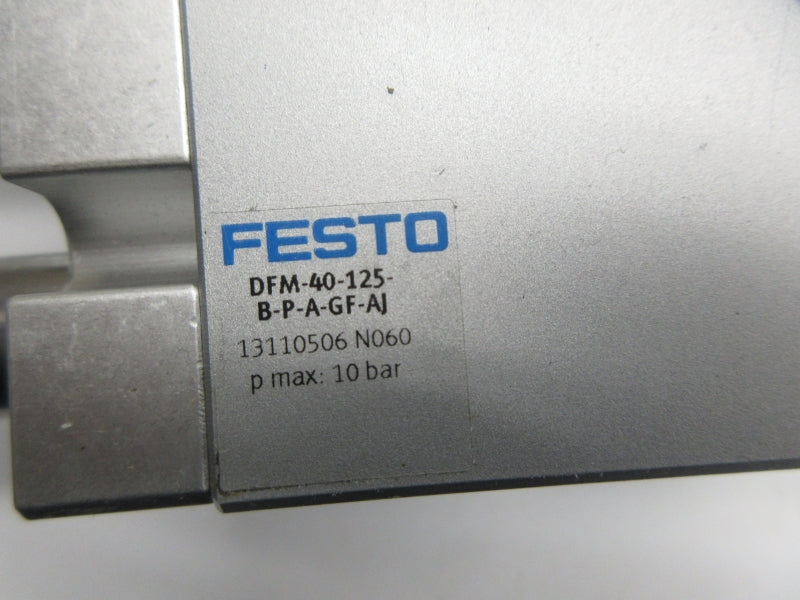 FESTO
DFM-40-125-
B-P-A-GF-AJ
13110506 N060
p max: 10 bar